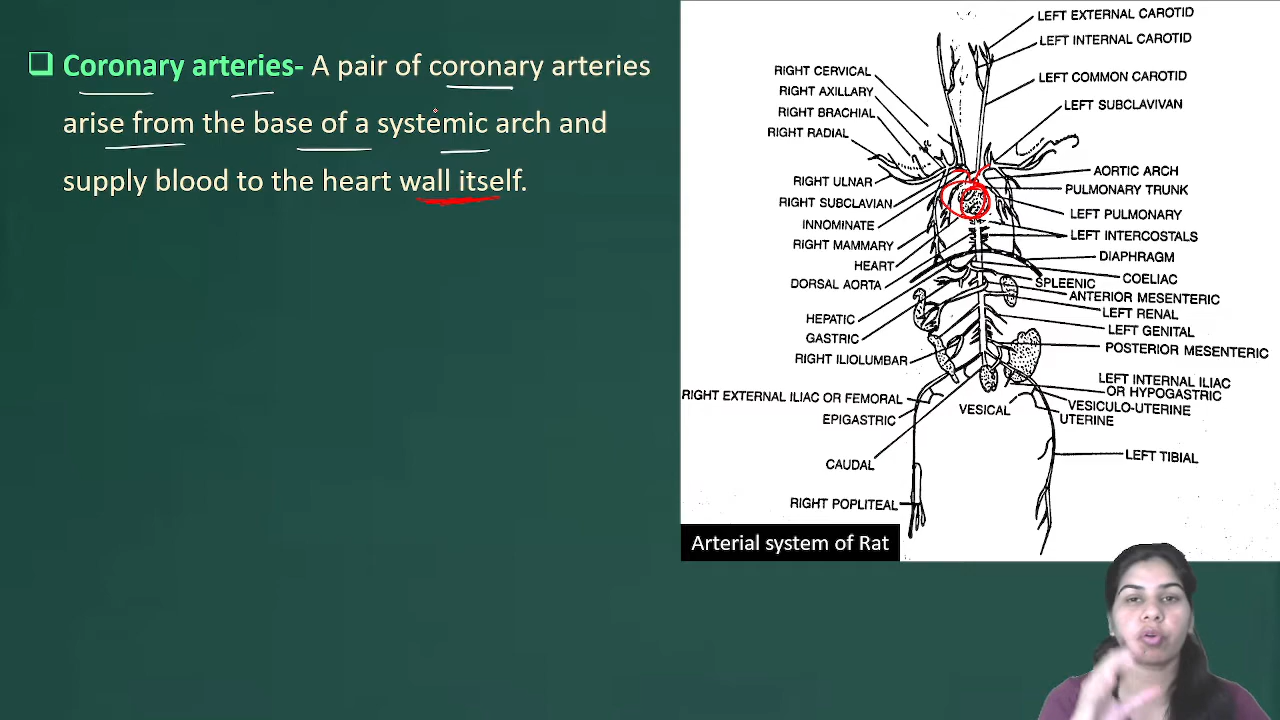 Coronary arteries- A pair of coronary arteries
arise from the base of a systemic arch and
supply blood to the heart wall itself.
LEFT EXTERNAL CAROTID
LEFT INTERNAL CAROTID
LEFT COMMON CAROTID
LEFT SUBCLAVIVAN
AORTIC ARCH
PULMONARY TRUNK
LEFT PULMONARY
LEFT INTERCOSTALS
DIAPHRAGM
COELIAC
SPLEENIC
ANTERIOR MESENTERIC
LEFT RENAL
LEFT GENITAL
POSTERIOR MESENTERIC
LEFT INTERNAL ILIAC
OR HYPOGASTRIC
VESICULO-UTERINE
UTERINE
LEFT TIBIAL
RIGHT CERVICAL
RIGHT AXILLARY
RIGHT BRACHIAL
RIGHT RADIAL
RIGHT ULNAR
RIGHT SUBCLAVIAN
INNOMINATE
RIGHT MAMMARY
HEART
DORSAL AORTA
HEPATIC
GASTRIC
RIGHT ILIOLUMBAR
RIGHT EXTERNAL ILIAC OR FEMORAL
EPIGASTRIC
VESICAL
CAUDAL
RIGHT POPLITEAL
Arterial system of Rat